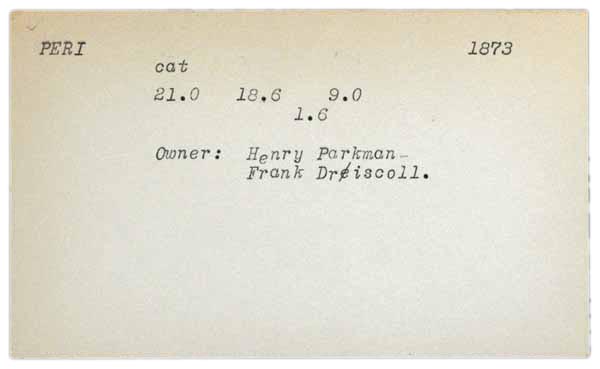 PERI 1873
cat
21.0 18.6 9.0
1.6
Owner: Henry Parkman-
Frank Driscoll.